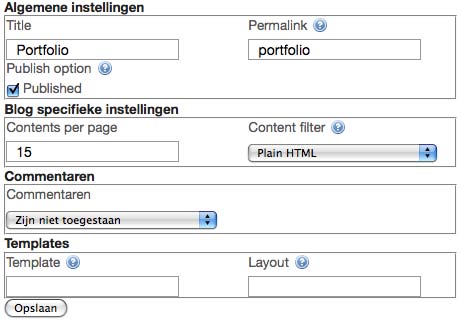 Algemene instellingen
Title Permalink ?
Portfolio portfolio
Publish option ?
Published
Blog specifieke instellingen
Contents per page Content filter ?
15 Plain HTML
Commentaren
Commentaren
Zijn niet toegestaan
Templates
Template ? Layout ?
Opslaan